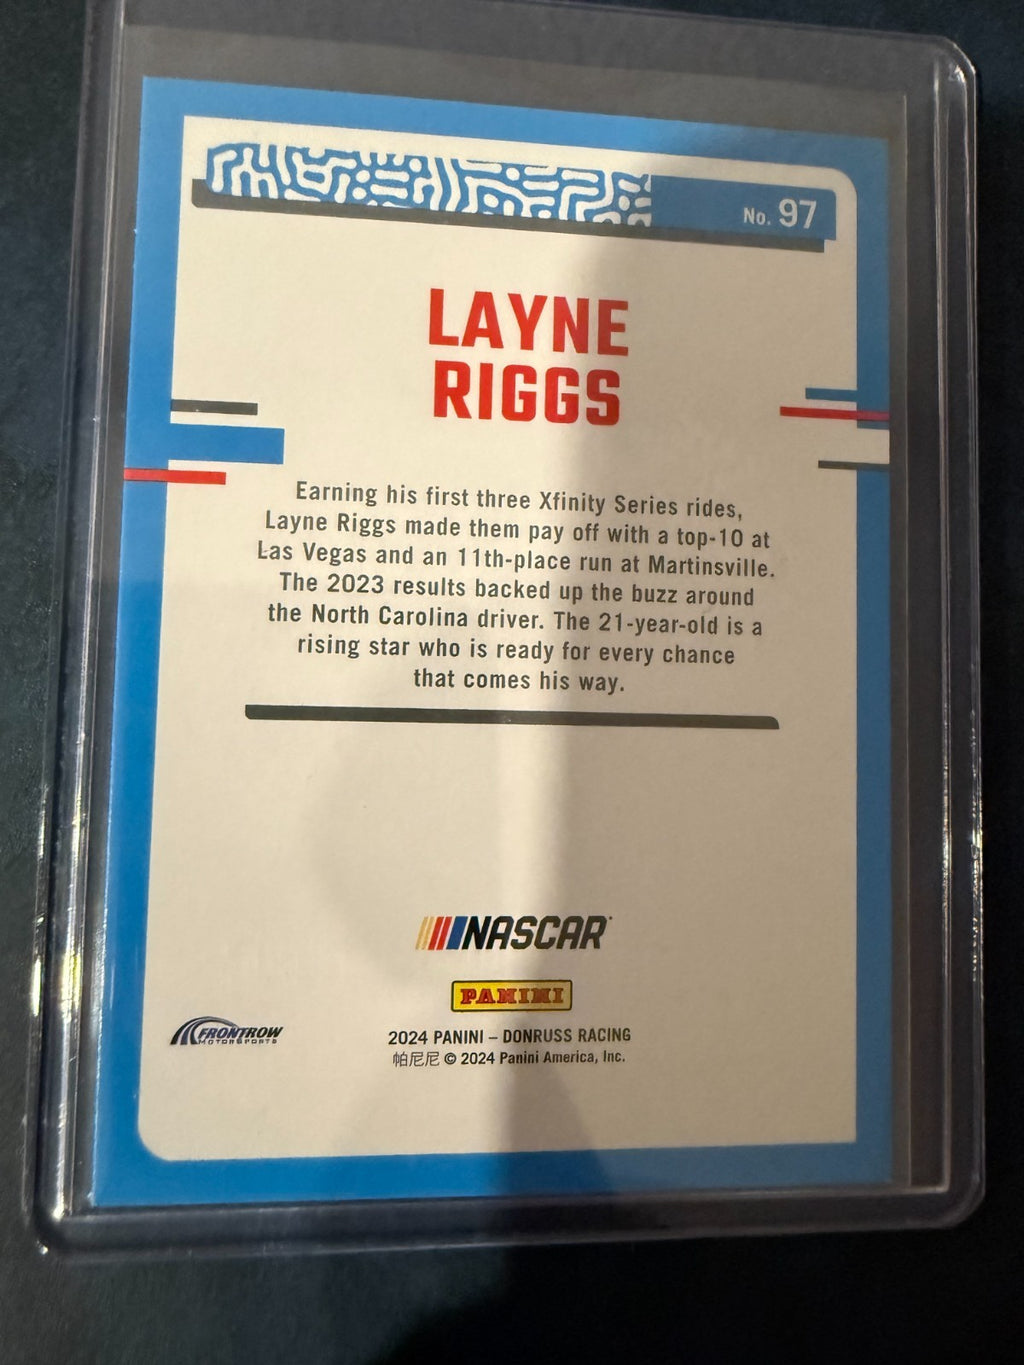 No. 97
LAYNE
RIGGS
Earning his first three Xfinity Series rides,
Layne Riggs made them pay off with a top-10 at
Las Vegas and an 11th-place run at Martinsville.
The 2023 results backed up the buzz around
the North Carolina driver. The 21-year-old is a
rising star who is ready for every chance
that comes his way.
NASCAR
PANINI
FRONTROW
MOTORSPORTS
2024 PANINI – DONRUSS RACING
帕尼尼 © 2024 Panini America, Inc.